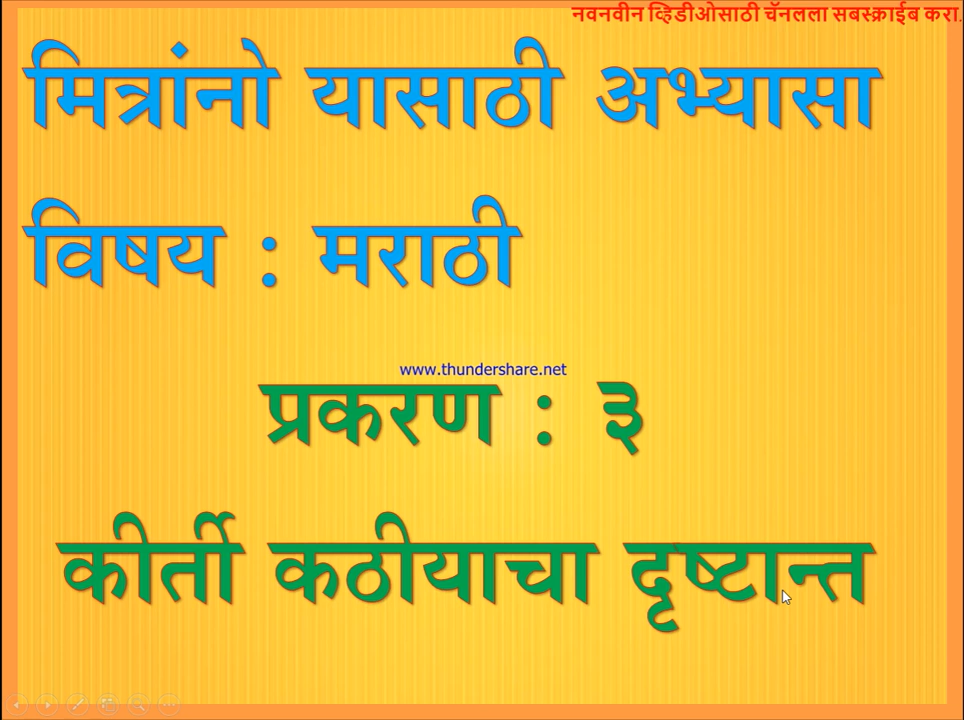 नवनवीन व्हिडीओसाठी चॅनलला सबस्क्राईब करा.
मित्रांनो यासाठी अभ्यासा
विषय : मराठी
www.thundershare.net
प्रकरण : ३
कीर्ती कठीयाचा दृष्टान्त